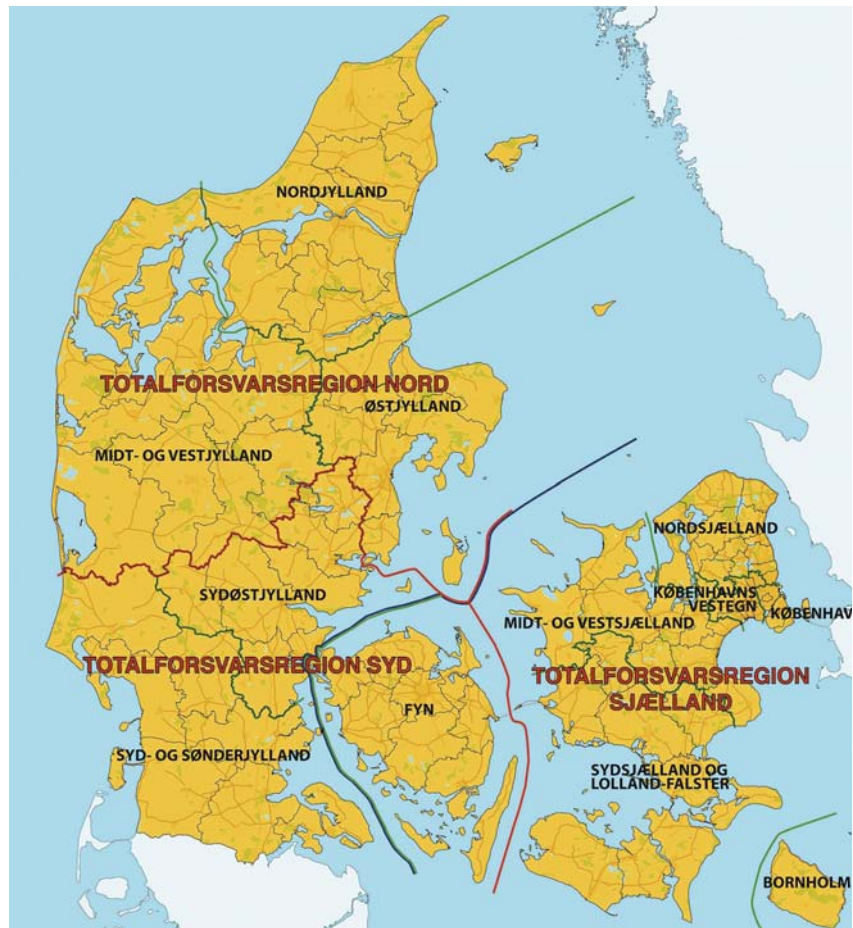 NORDJYLLAND
TOTALFORSVARSREGION NORD
ØSTJYLLAND
MIDT- OG VESTJYLLAND
NORDSJÆLLAND
SYDØSTJYLLAND
KØBENHAVNS
VESTEGN
KØBENHAV
MIDT- OG VESTSJÆLLAND
TOTALFORSVARSREGION SYD
TOTALFORSVARSREGION
SJÆLLAND
FYN
SYD- OG SØNDERJYLLAND
SYDSJÆLLAND OG
LOLLAND-FALSTER
BORNHOLM